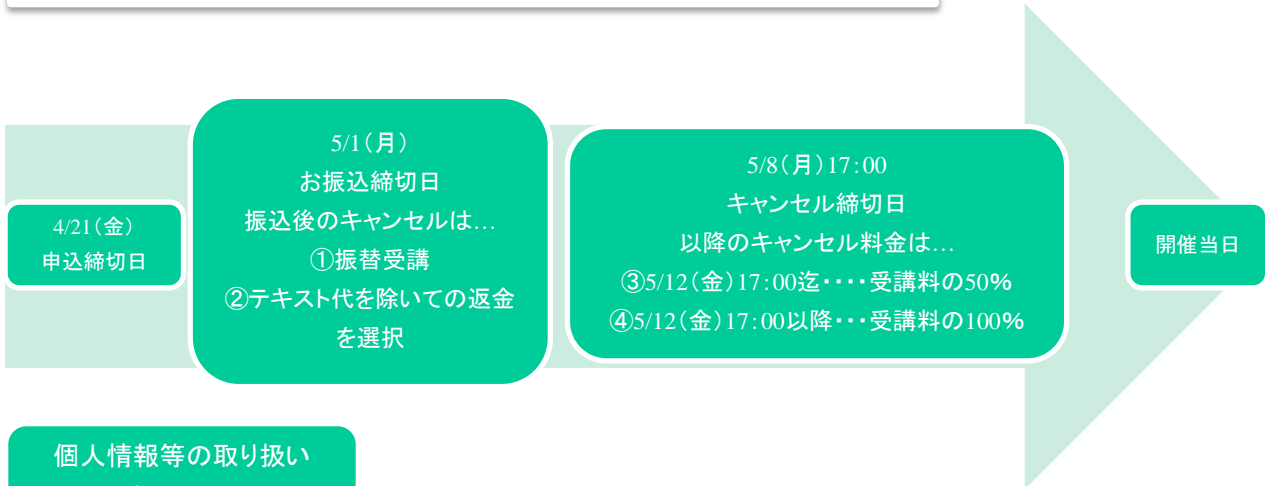 4/21(金)
申込締切日
5/1(月)
お振込締切日
振込後のキャンセルは…
①振替受講
②テキスト代を除いての返金
を選択
5/8(月)17:00
キャンセル締切日
以降のキャンセル料金は…
③5/12(金)17:00迄・・・・受講料の50%
④5/12(金)17:00以降・・・受講料の100%
開催当日
個人情報等の取り扱い